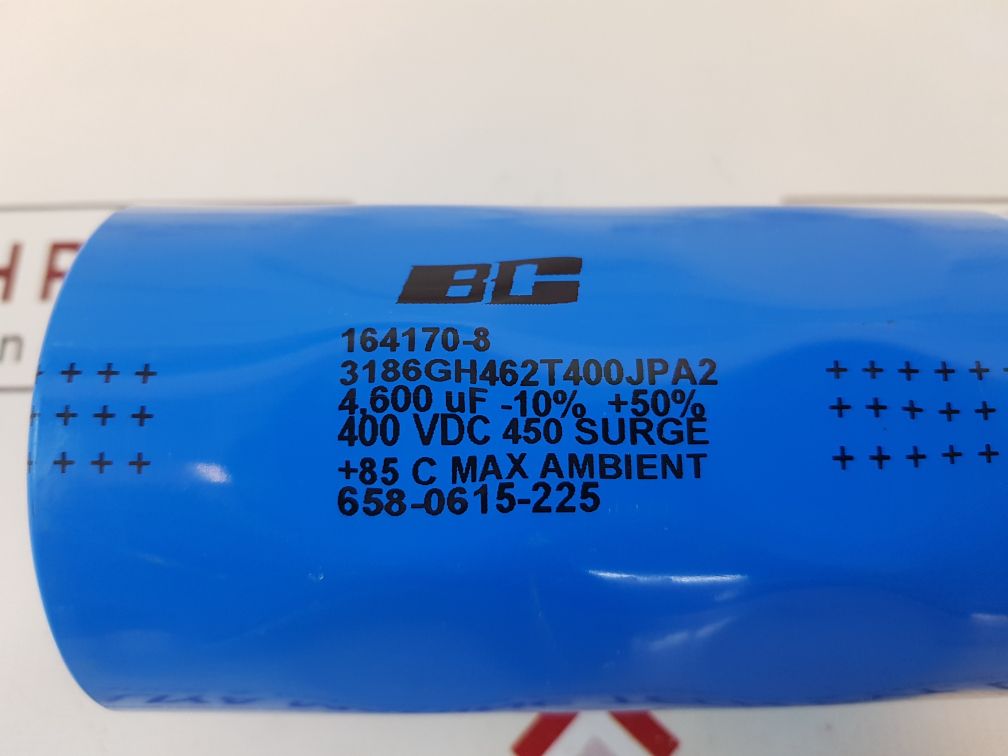 BC
164170-8
3186GH462T400JPA2
4,600 uF -10% +50%
400 VDC 450 SURGE
+85 C MAX AMBIENT
658-0615-225
+ + +
+ + + + +
+ + +
+ + + + +
+ + +
+ + + + +